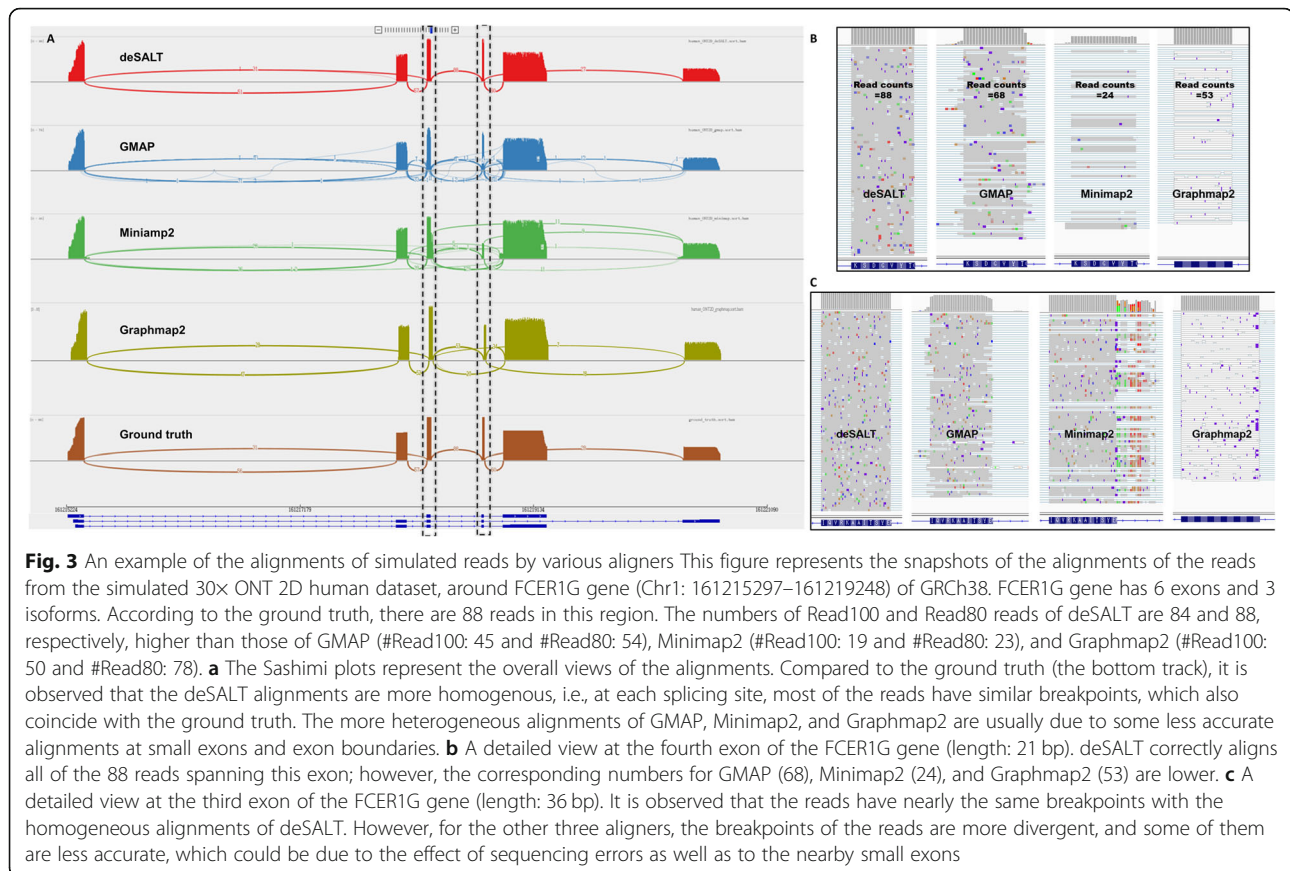 A
deSALT
GMAP
Miniamp2
Graphmap2
Ground truth
161217179
B
Read counts
=88
Read counts
=68
Read counts
=24
Read counts
=53
deSALT
GMAP
Minimap2
Graphmap2
C
deSALT
GMAP
Minimap2
Graphmap2
Fig. 3 An example of the alignments of simulated reads by various aligners This figure represents the snapshots of the alignments of the reads
from the simulated 30× ONT 2D human dataset, around FCER1G gene (Chr1: 161215297–161219248) of GRCh38. FCER1G gene has 6 exons and 3
isoforms. According to the ground truth, there are 88 reads in this region. The numbers of Read100 and Read80 reads of deSALT are 84 and 88,
respectively, higher than those of GMAP (#Read100: 45 and #Read80: 54), Minimap2 (#Read100: 19 and #Read80: 23), and Graphmap2 (#Read100:
50 and #Read80: 78). a The Sashimi plots represent the overall views of the alignments. Compared to the ground truth (the bottom track), it is
observed that the deSALT alignments are more homogenous, i.e., at each splicing site, most of the reads have similar breakpoints, which also
coincide with the ground truth. The more heterogeneous alignments of GMAP, Minimap2, and Graphmap2 are usually due to some less accurate
alignments at small exons and exon boundaries. b A detailed view at the fourth exon of the FCER1G gene (length: 21 bp). deSALT correctly aligns
all of the 88 reads spanning this exon; however, the corresponding numbers for GMAP (68), Minimap2 (24), and Graphmap2 (53) are lower. c A
detailed view at the third exon of the FCER1G gene (length: 36 bp). It is observed that the reads have nearly the same breakpoints with the
homogeneous alignments of deSALT. However, for the other three aligners, the breakpoints of the reads are more divergent, and some of them
are less accurate, which could be due to the effect of sequencing errors as well as to the nearby small exons